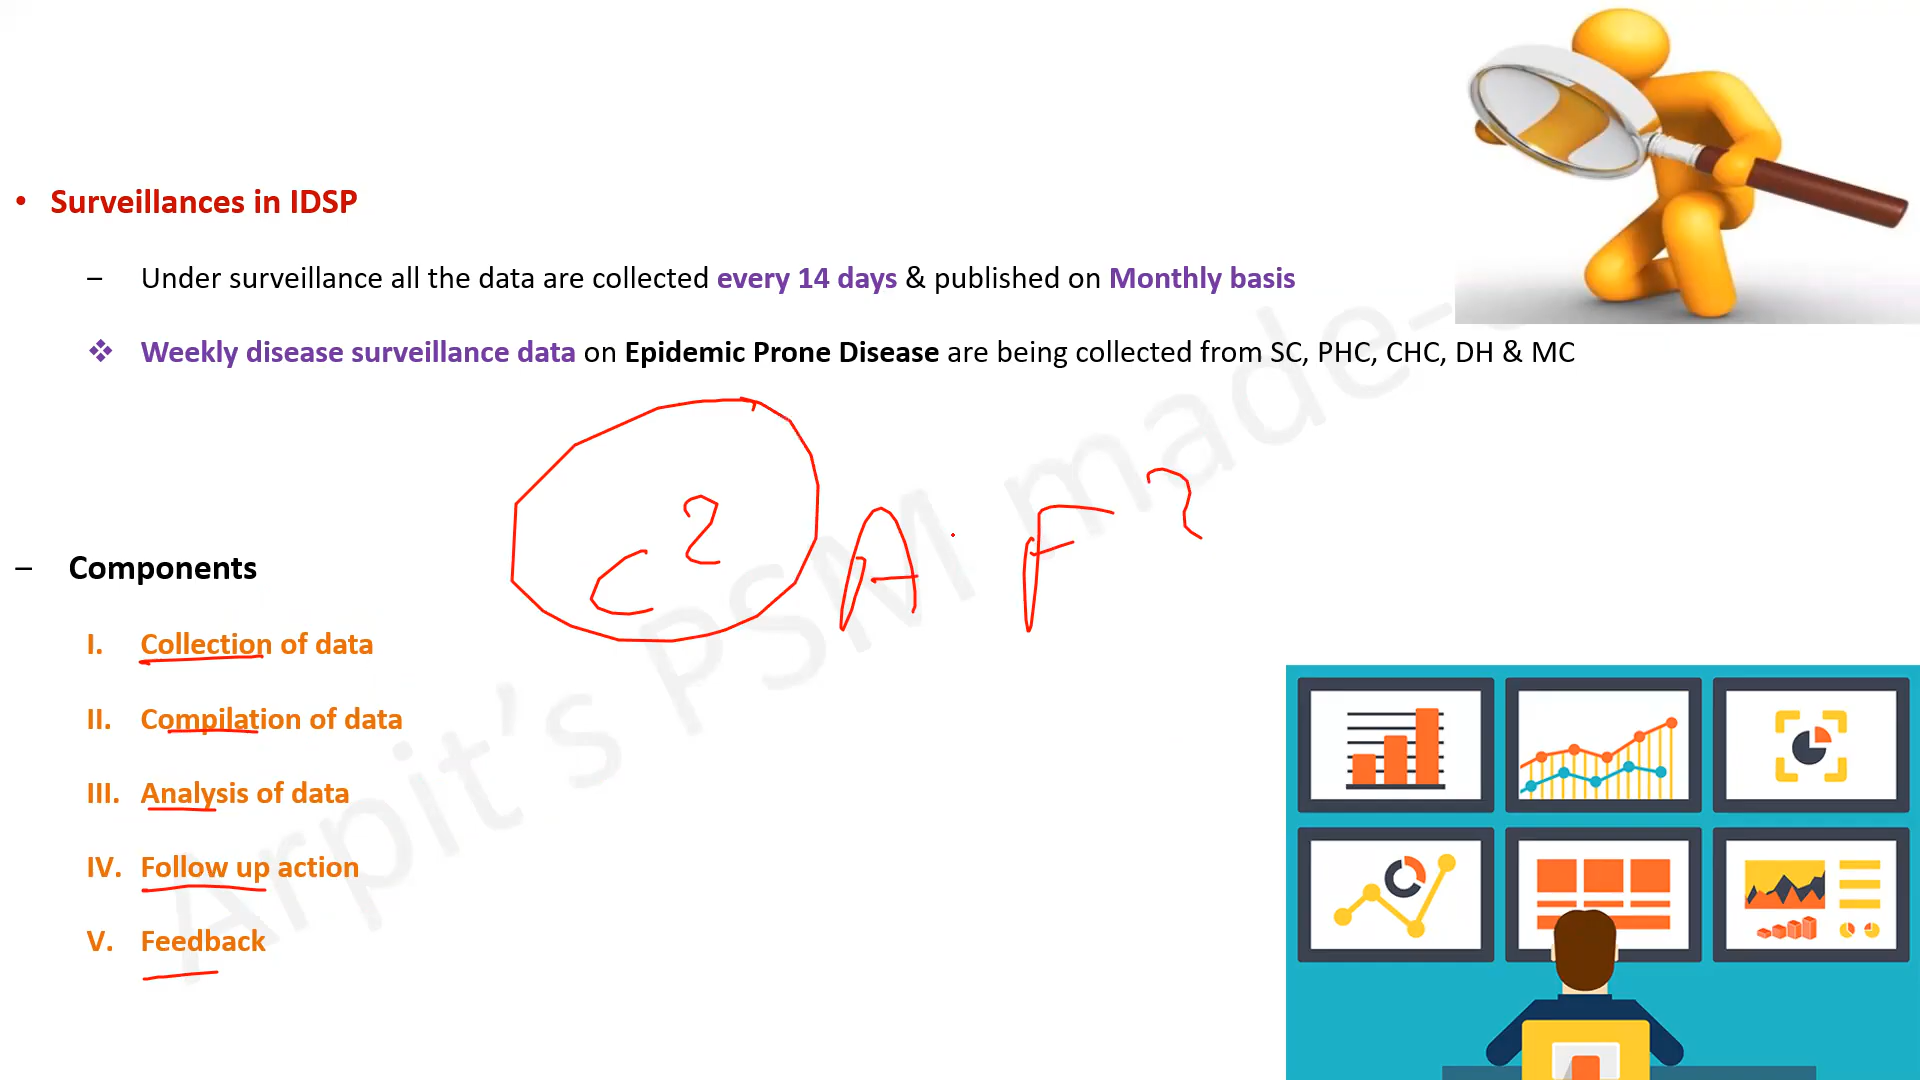 • Surveillances in IDSP
– Under surveillance all the data are collected every 14 days & published on Monthly basis
❖ Weekly disease surveillance data on Epidemic Prone Disease are being collected from SC, PHC, CHC, DH & MC
C² A F²
– Components
I. Collection of data
II. Compilation of data
III. Analysis of data
IV. Follow up action
V. Feedback
Arpit's PSM made-